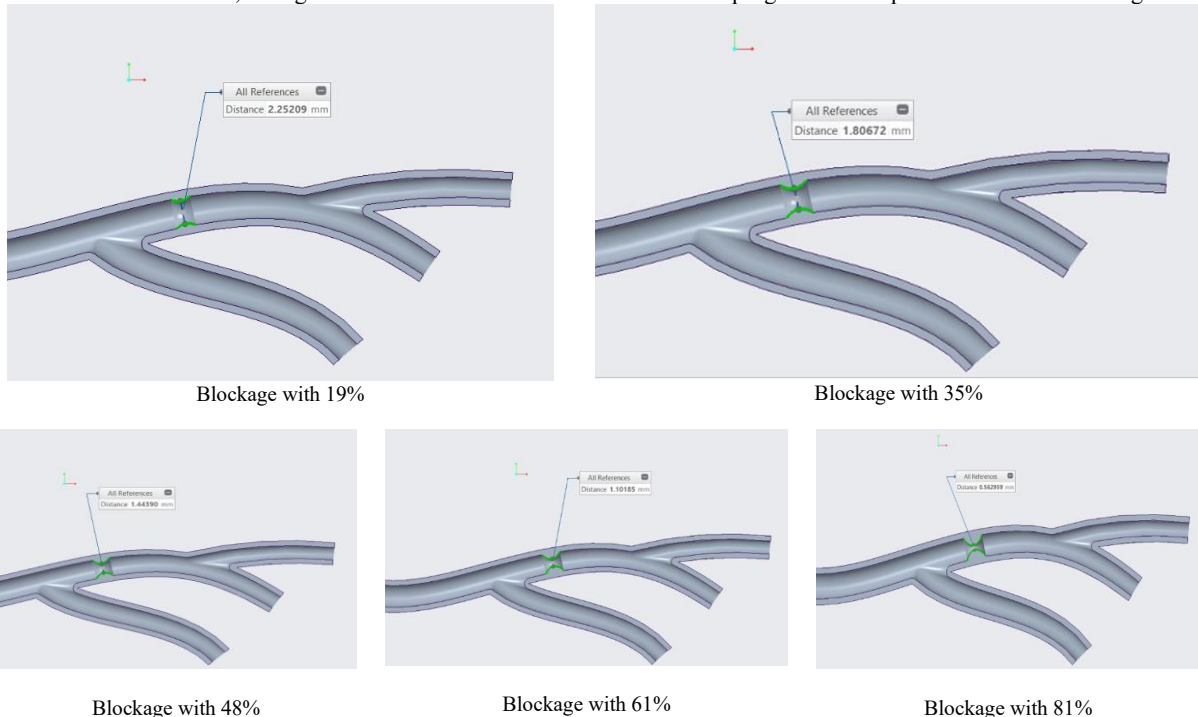 All References
Distance 2.25209 mm
All References
Distance 1.80672 mm
Blockage with 19%
Blockage with 35%
All References
Distance 1.44390 mm
All References
Distance 1.10185 mm
All References
Distance mm
Blockage with 48%
Blockage with 61%
Blockage with 81%